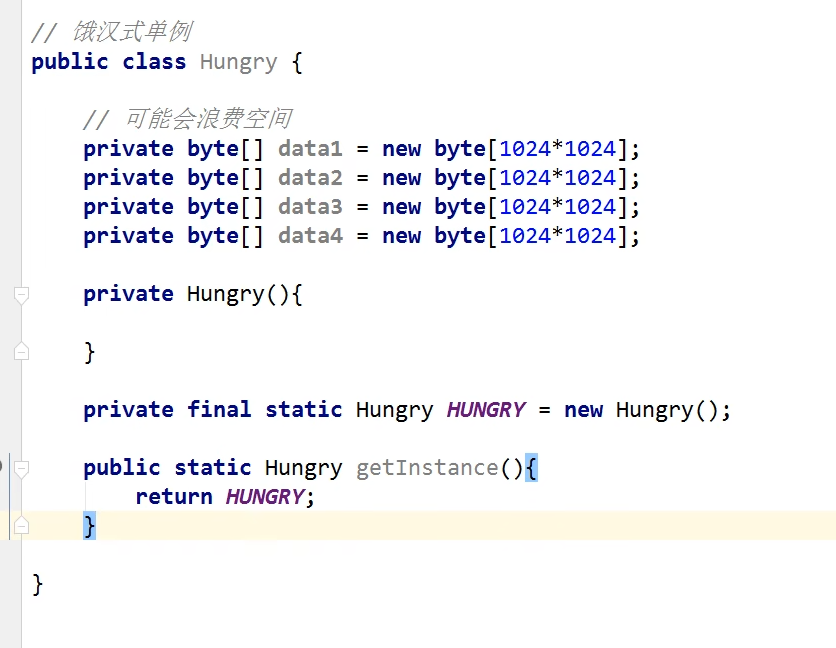 // 饿汉式单例
public class Hungry {
// 可能会浪费空间
private byte[] data1 = new byte[1024*1024];
private byte[] data2 = new byte[1024*1024];
private byte[] data3 = new byte[1024*1024];
private byte[] data4 = new byte[1024*1024];
private Hungry(){
}
private final static Hungry HUNGRY = new Hungry();
public static Hungry getInstance(){
return HUNGRY;
}
}